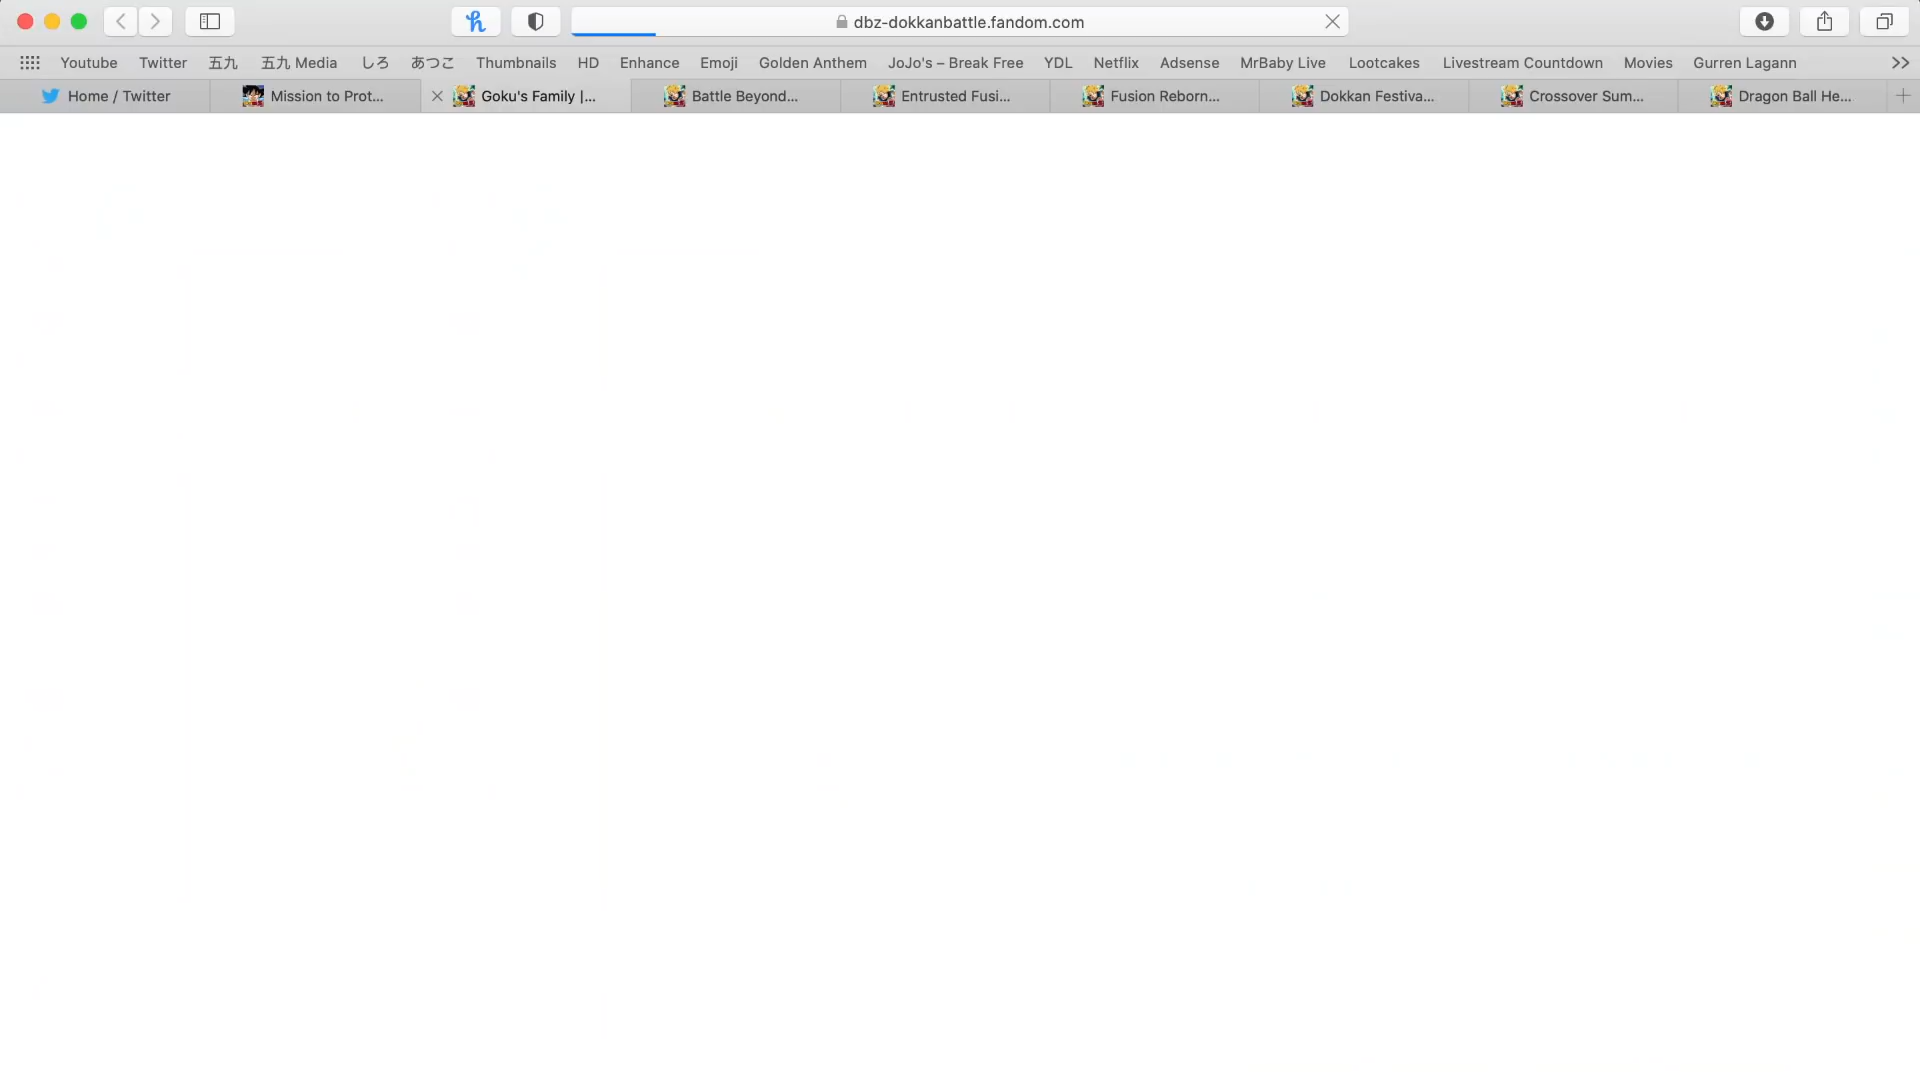 dbz-dokkanbattle.fandom.com
Youtube Twitter 五九 五九 Media しろ あつこ Thumbnails HD Enhance Emoji Golden Anthem JoJo's – Break Free YDL Netflix Adsense MrBaby Live Lootcakes Livestream Countdown Movies Gurren Lagann
Home / Twitter Mission to Prot... Goku's Family |... Battle Beyond... Entrusted Fusi... Fusion Reborn... Dokkan Festiva... Crossover Sum... Dragon Ball He...